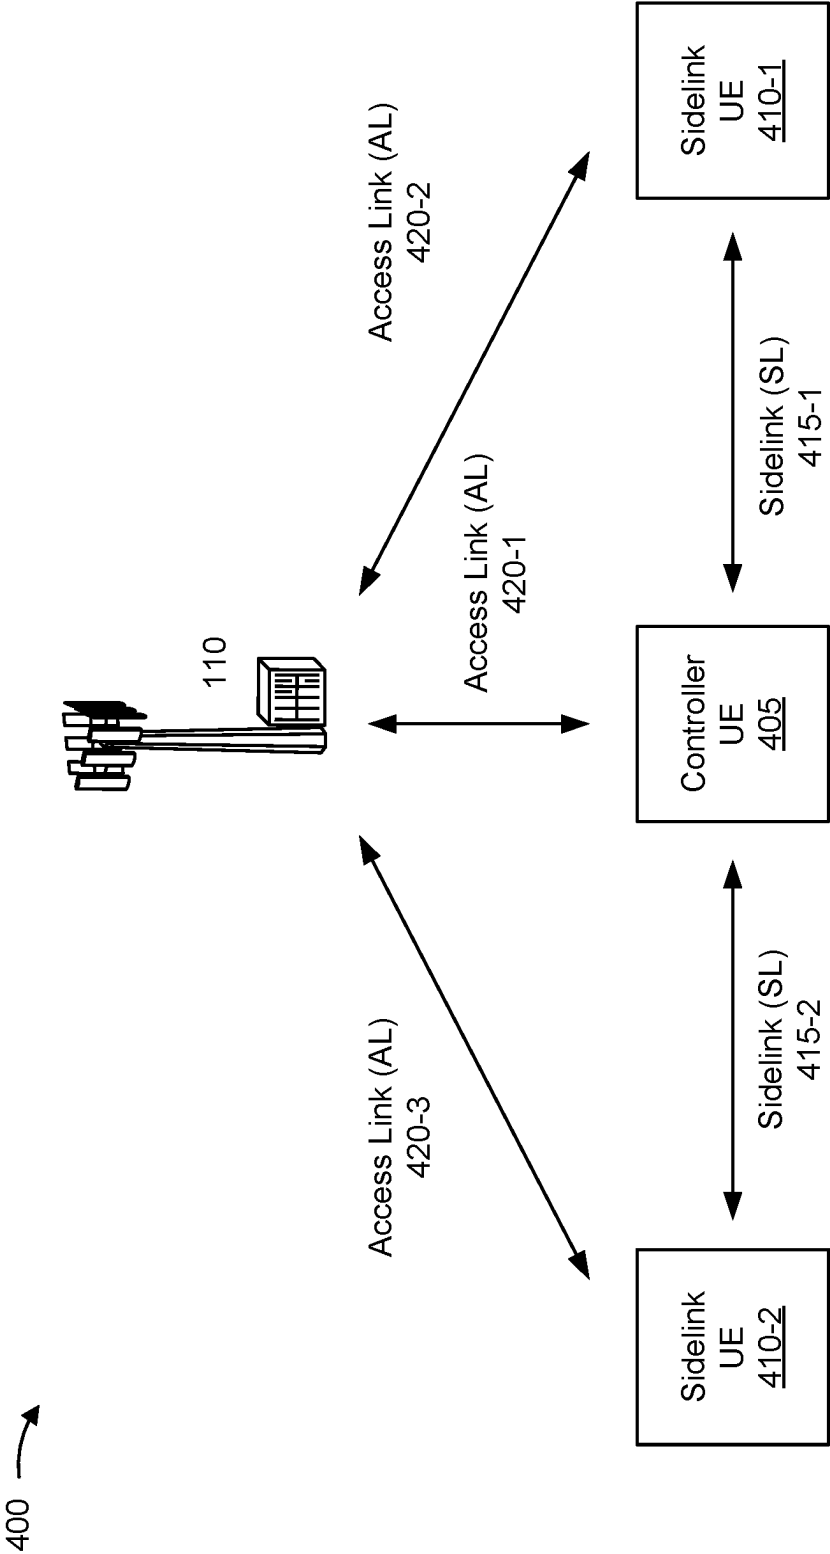 400
110
Access Link (AL)
420-3
Access Link (AL)
420-1
Access Link (AL)
420-2
Sidelink
UE
410-2
Sidelink (SL)
415-2
Controller
UE
405
Sidelink (SL)
415-1
Sidelink
UE
410-1